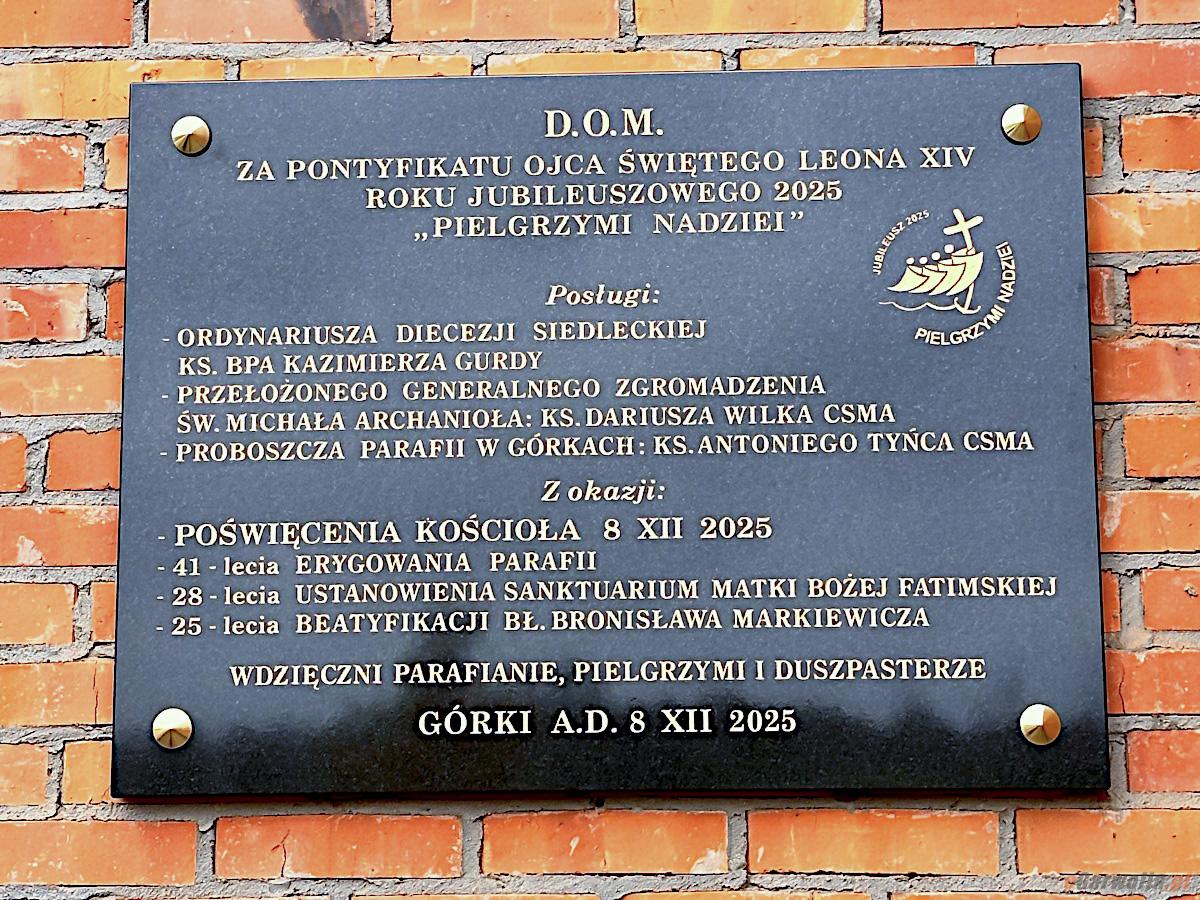 D.O.M.
ZA PONTYFIKATU OJCA ŚWIĘTEGO LEONA XIV
ROKU JUBILEUSZOWEGO 2025
„PIELGRZYMI NADZIEI”
JUBILEUSZ 2025
PIELGRZYMI NADZIEI
Posługi:
- ORDYNARIUSZA DIECEZJI SIEDLECKIEJ
KS. BPA KAZIMIERZA GURDY
- PRZEŁOŻONEGO GENERALNEGO ZGROMADZENIA
ŚW. MICHAŁA ARCHANIOŁA: KS. DARIUSZA WILKA CSMA
- PROBOSZCZA PARAFII W GÓRKACH: KS. ANTONIEGO TYŃCA CSMA
Z okazji:
- POŚWIĘCENIA KOŚCIOŁA 8 XII 2025
- 41 - lecia ERYGOWANIA PARAFII
- 28 - lecia USTANOWIENIA SANKTUARIUM MATKI BOŻEJ FATIMSKIEJ
- 25 - lecia BEATYFIKACJI BŁ. BRONISŁAWA MARKIEWICZA
WDZIĘCZNI PARAFIANIE, PIELGRZYMI I DUSZPASTERZE
GÓRKI A.D. 8 XII 2025